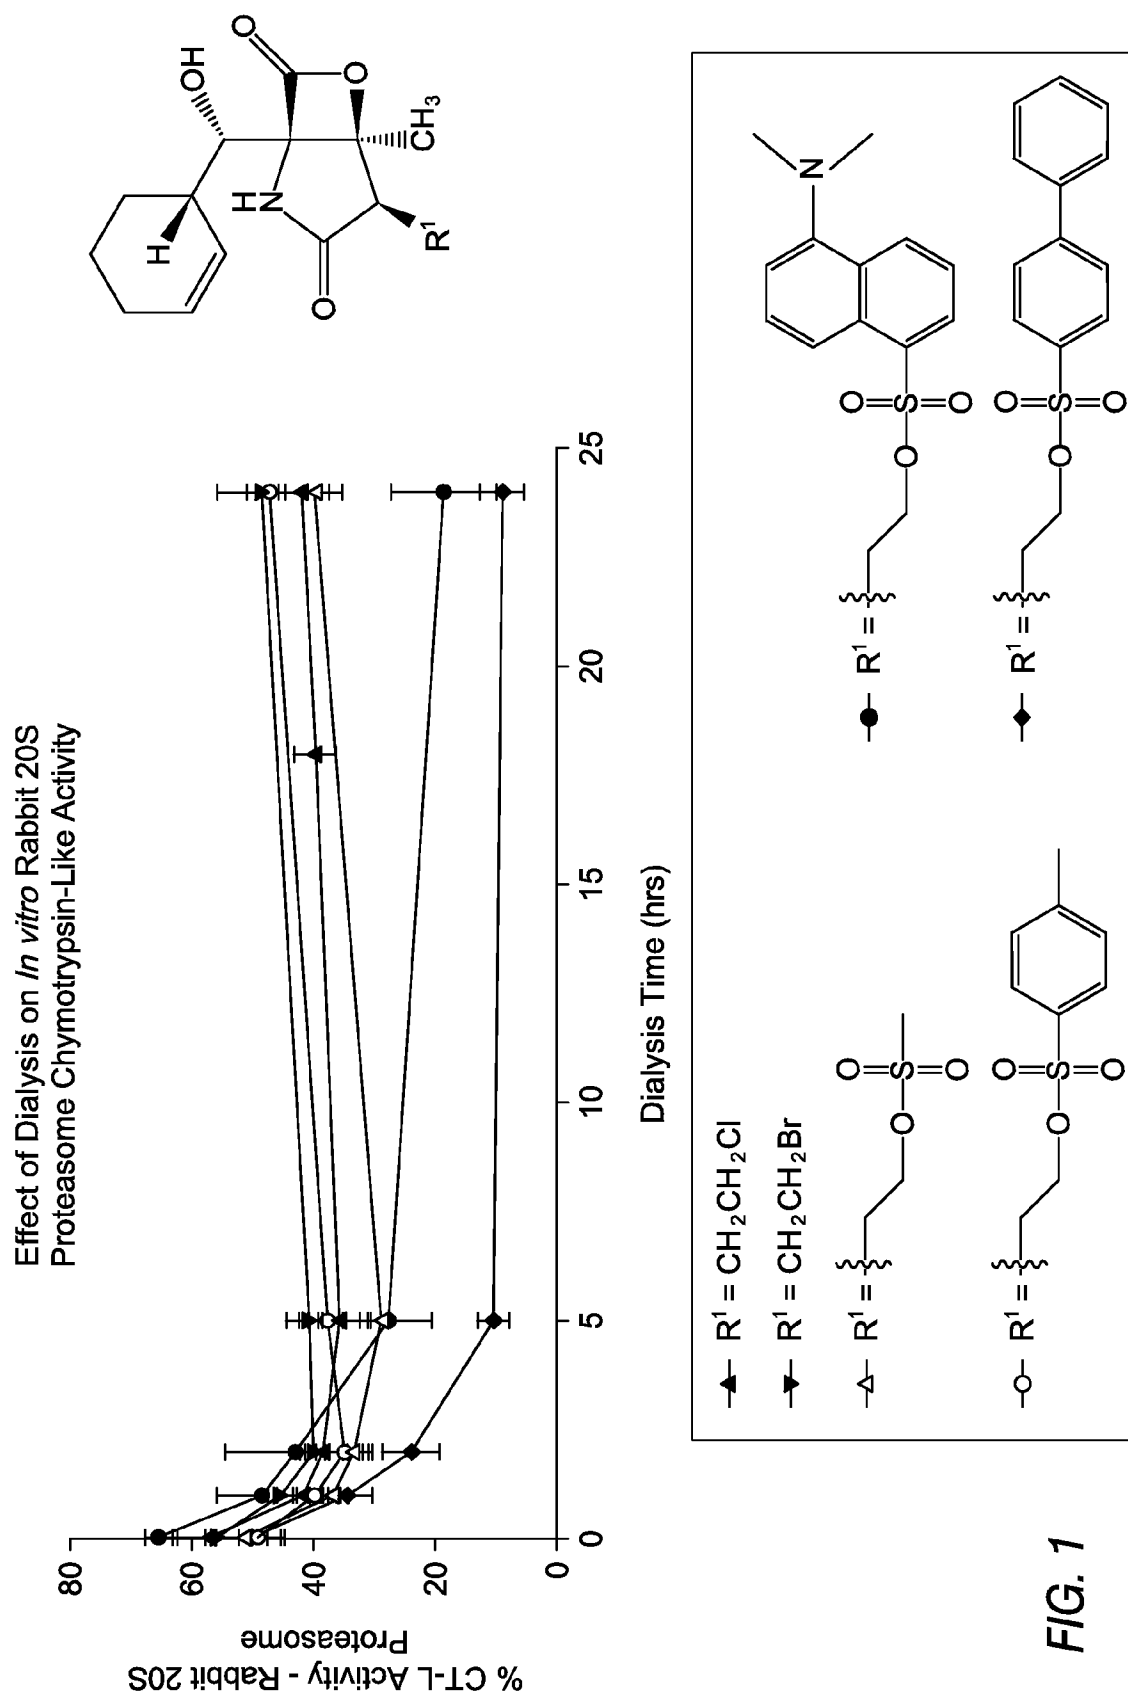 Effect of Dialysis on In vitro Rabbit 20S
Proteasome Chymotrypsin-Like Activity
% CT-L Activity - Rabbit 20S
Proteasome
80
60
40
20
0
0
5
10
15
20
25
Dialysis Time (hrs)
H
OH
O
O
HN
O
CH3
R1
R1 = CH2CH2Cl
R1 = CH2CH2Br
R1 =
O
O
S
O
R1 =
O
O
S
O
R1 =
O
O
S
O
N
R1 =
O
O
S
O
FIG. 1